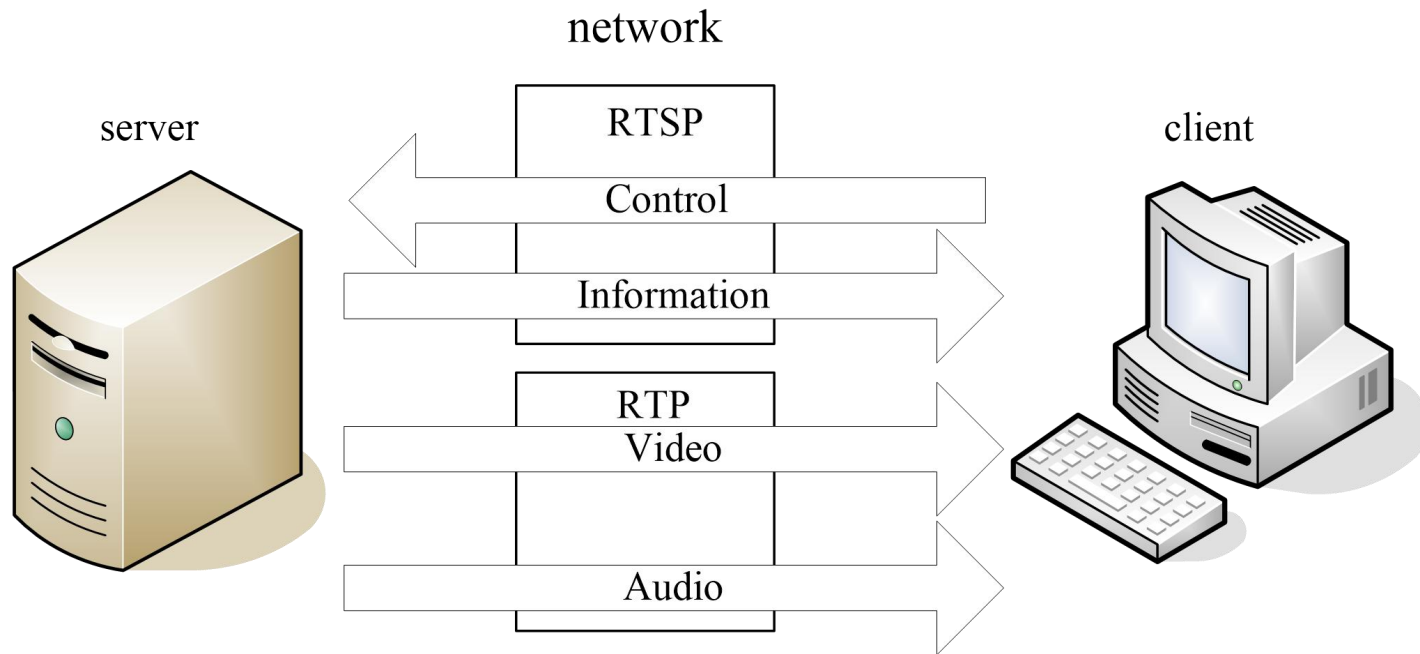 network
server
RTSP
client
Control
Information
RTP
Video
Audio